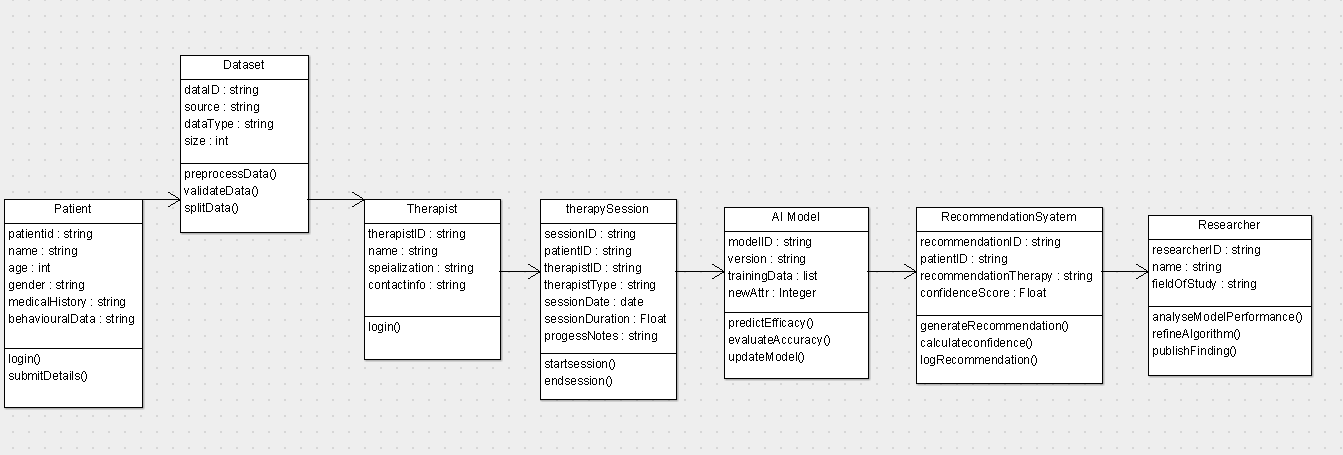 Dataset
dataID : string
source : string
dataType : string
size : int
preprocessData()
validateData()
splitData()
Patient
patientid : string
name : string
age : int
gender : string
medicalHistory : string
behaviouralData : string
login()
submitDetails()
Therapist
therapistID : string
name : string
speialization : string
contactinfo : string
login()
therapySession
sessionID : string
patientID : string
therapistID : string
therapistType : string
sessionDate : date
sessionDuration : Float
progessNotes : string
startsession()
endsession()
AI Model
modelID : string
version : string
trainingData : list
newAttr : Integer
predictEfficacy()
evaluateAccuracy()
updateModel()
RecommendationSyatem
recommendationID : string
patientID : string
recommendationTherapy : string
confidenceScore : Float
generateRecommendation()
calculateconfidence()
logRecommendation()
Researcher
researcherID : string
name : string
fieldOfStudy : string
analyseModelPerformance()
refineAlgorithm()
publishFinding()